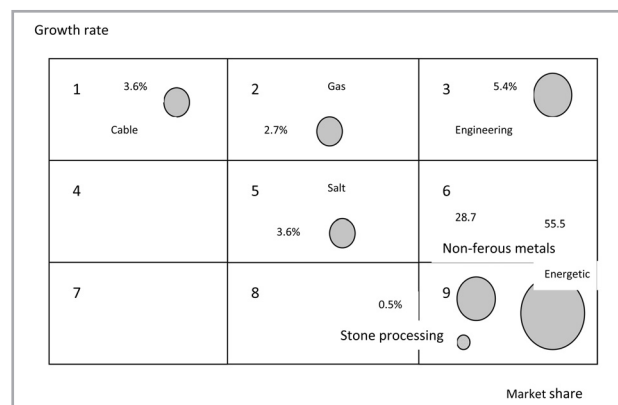 Growth rate
1 3.6% 2 Gas 3 5.4%
Cable 2.7% Engineering
4 5 Salt 6
3.6% 28.7 55.5
Non-ferous metals
7 8 0.5% 9 Energetic
Stone processing
Market share